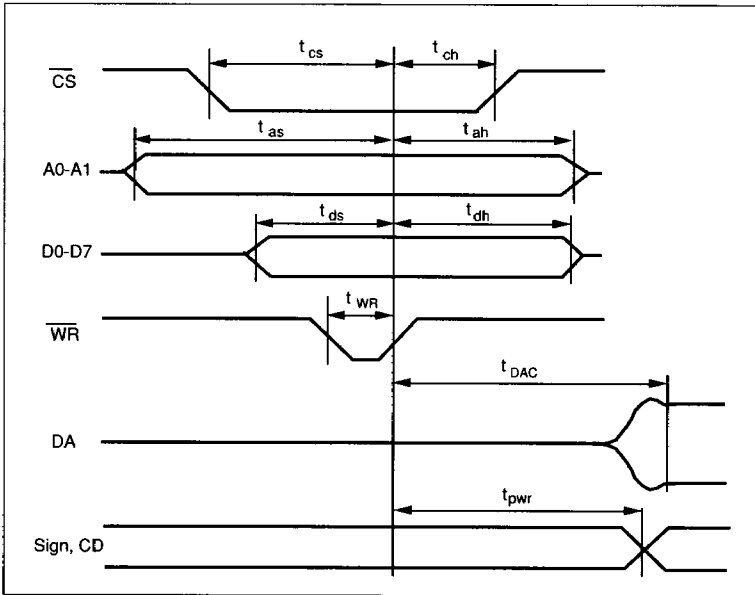 t cs
t ch
CS
t as
t ah
A0-A1
t ds
t dh
D0-D7
t WR
WR
t DAC
DA
t pwr
Sign, CD